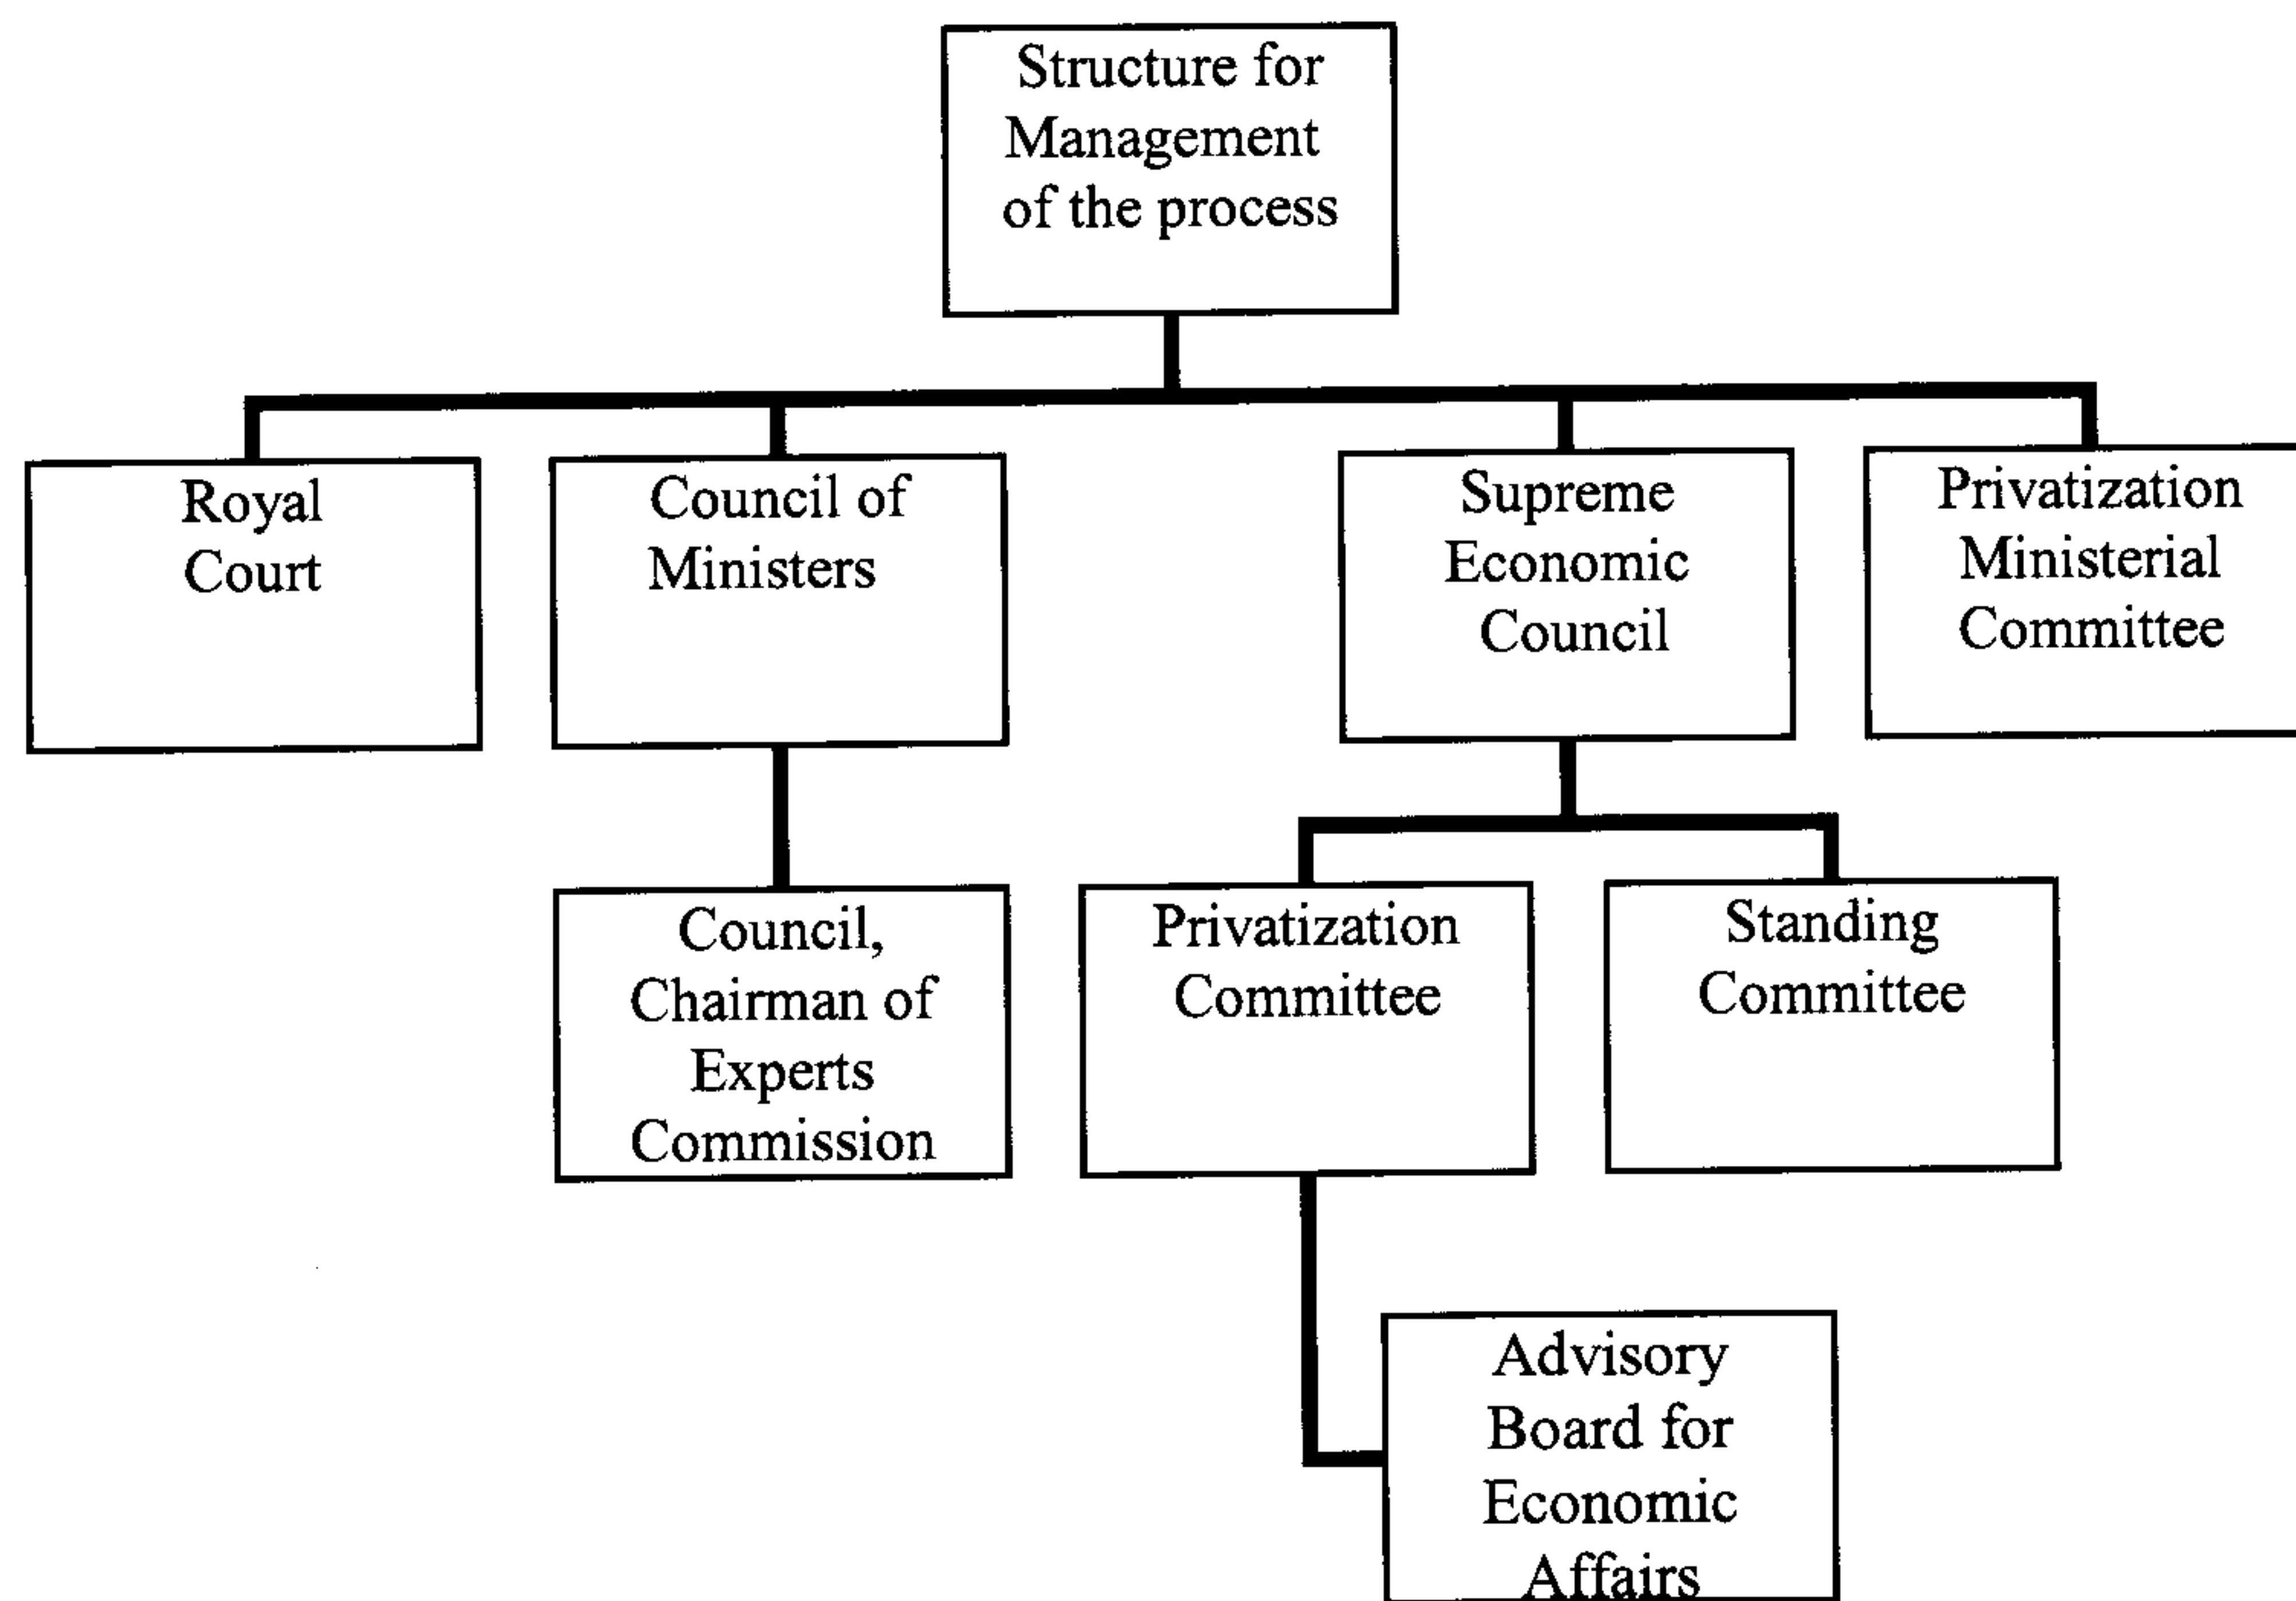 Structure for
Management
of the process
Royal
Court
Council of
Ministers
Supreme
Economic
Council
Privatization
Ministerial
Committee
Council,
Chairman of
Experts
Commission
Privatization
Committee
Standing
Committee
Advisory
Board for
Economic
Affairs